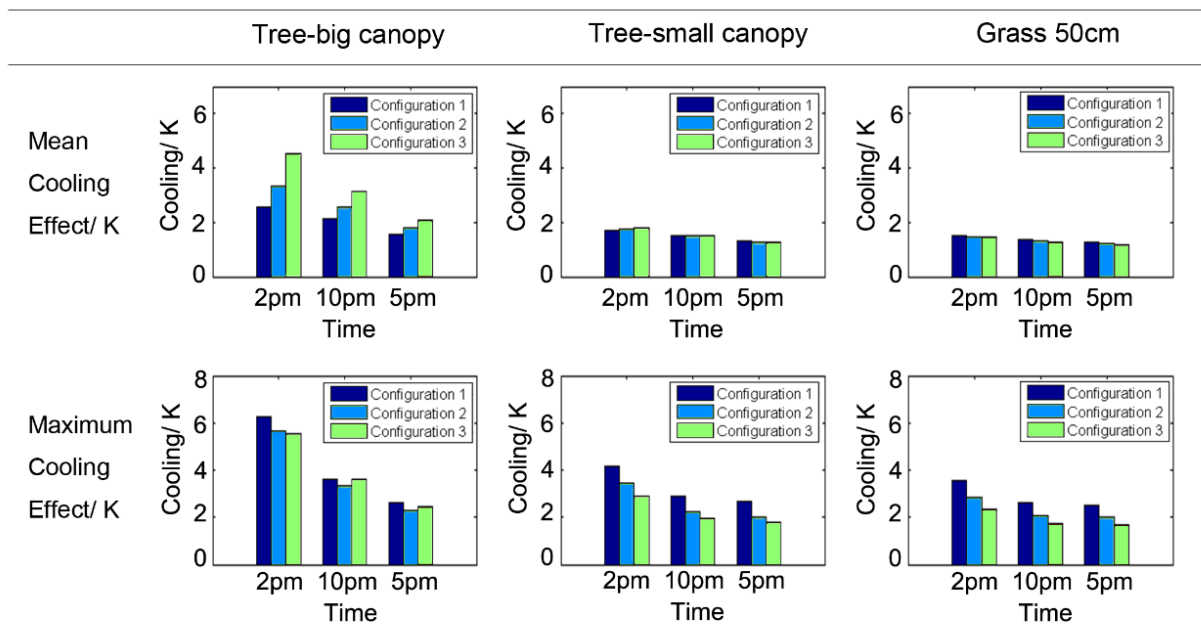 Tree-big canopy
Tree-small canopy
Grass 50cm
Mean
Cooling
Effect/ K
Cooling/ K
6
4
2
0
Configuration 1
Configuration 2
Configuration 3
2pm 10pm 5pm
Time
Cooling/ K
6
4
2
0
Configuration 1
Configuration 2
Configuration 3
2pm 10pm 5pm
Time
Cooling/ K
6
4
2
0
Configuration 1
Configuration 2
Configuration 3
2pm 10pm 5pm
Time
Maximum
Cooling
Effect/ K
Cooling/ K
8
6
4
2
0
Configuration 1
Configuration 2
Configuration 3
2pm 10pm 5pm
Time
Cooling/ K
8
6
4
2
0
Configuration 1
Configuration 2
Configuration 3
2pm 10pm 5pm
Time
Cooling/ K
8
6
4
2
0
Configuration 1
Configuration 2
Configuration 3
2pm 10pm 5pm
Time